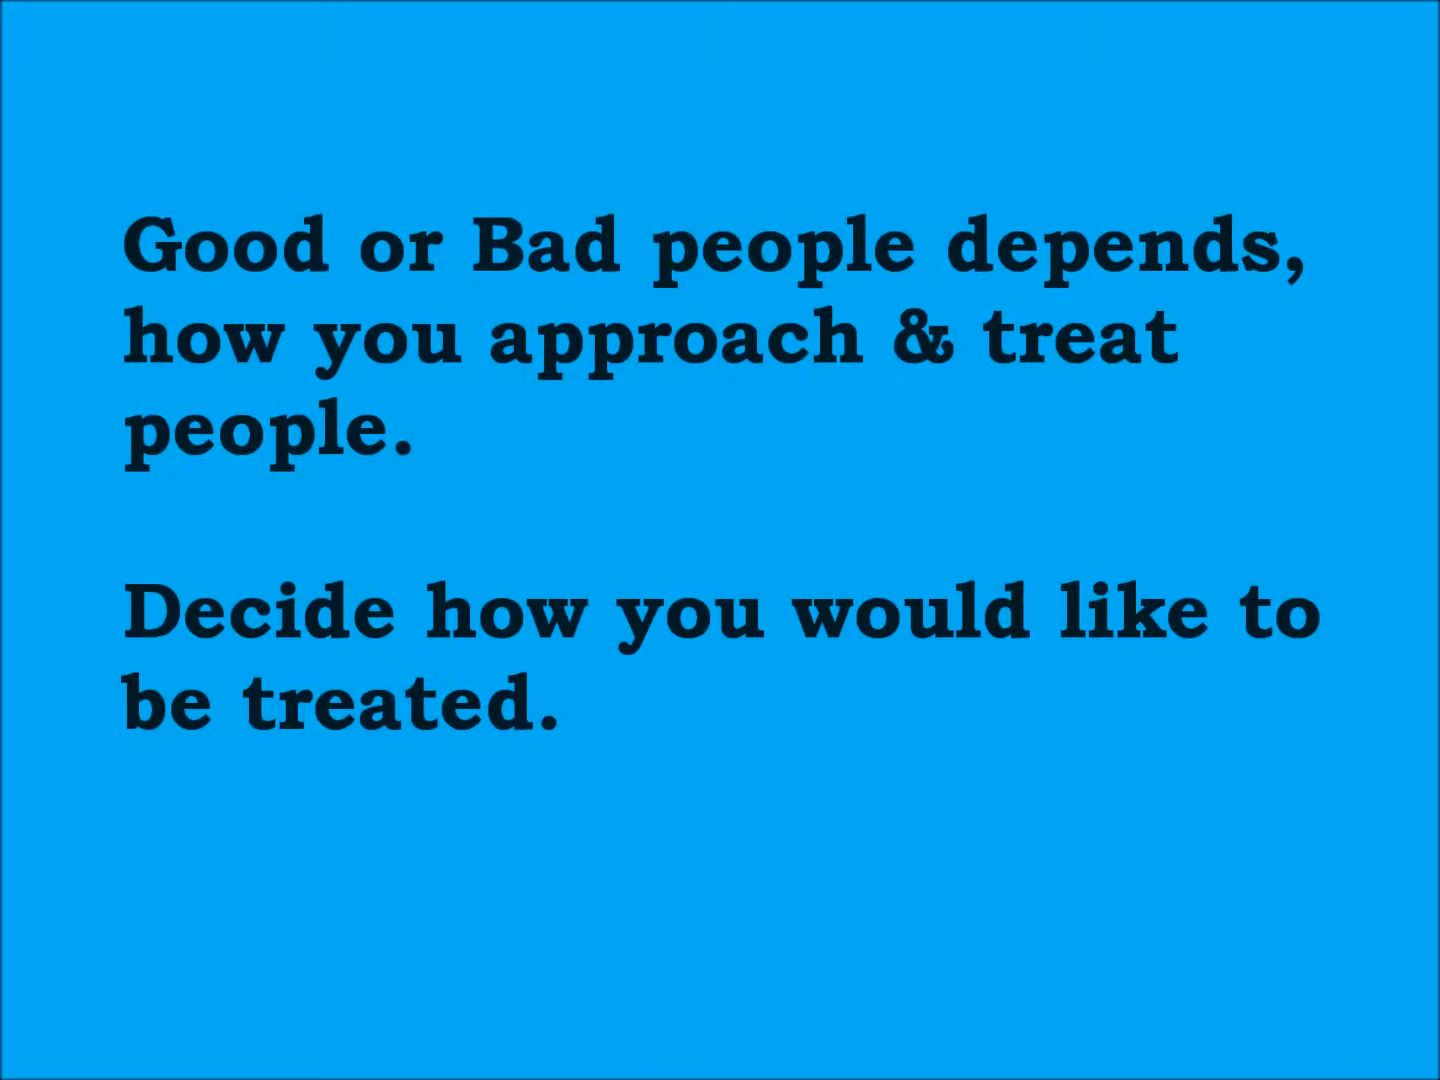 Good or Bad people depends,
how you approach & treat
people.
Decide how you would like to
be treated.